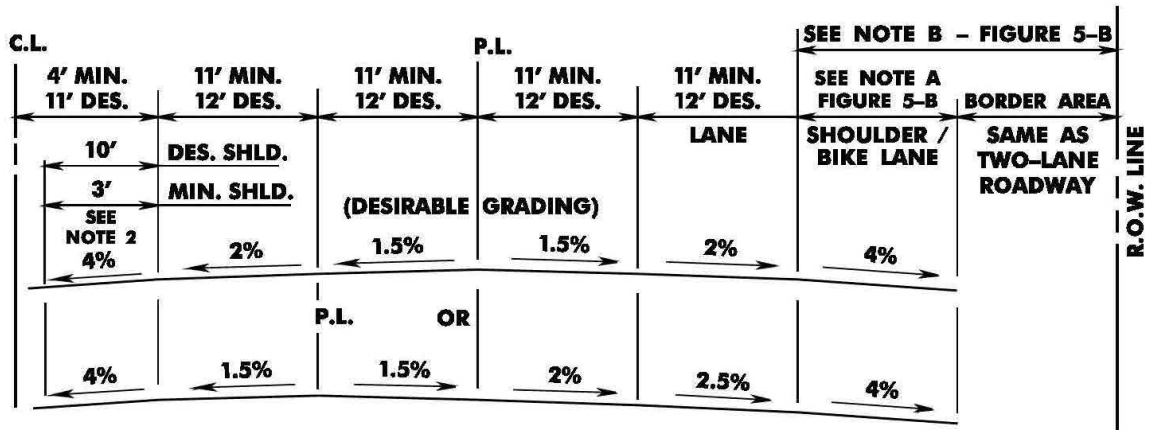 SEE NOTE B – FIGURE 5–B
C.L.
P.L.
4' MIN.
11' DES.
11' MIN.
12' DES.
11' MIN.
12' DES.
11' MIN.
12' DES.
11' MIN.
12' DES.
LANE
SEE NOTE A
FIGURE 5–B
SHOULDER /
BIKE LANE
BORDER AREA
SAME AS
TWO–LANE
ROADWAY
R.O.W. LINE
10'
DES. SHLD.
3'
MIN. SHLD.
SEE
NOTE 2
(DESIRABLE GRADING)
4%
2%
1.5%
1.5%
2%
4%
P.L.
OR
4%
1.5%
1.5%
2%
2.5%
4%